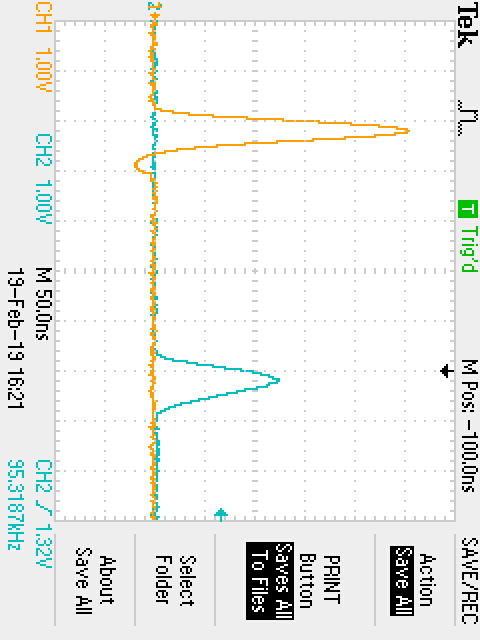 Tek
T Trig'd
M Pos: -100.0ns
SAVE/REC
Action
Save All
PRINT
Button
Saves All
To Files
Select
Folder
About
Save All
CH1 1.00V
CH2 1.00V
M 50.0ns
CH2 / 1.32V
19-Feb-19 16:21
95.3187kHz